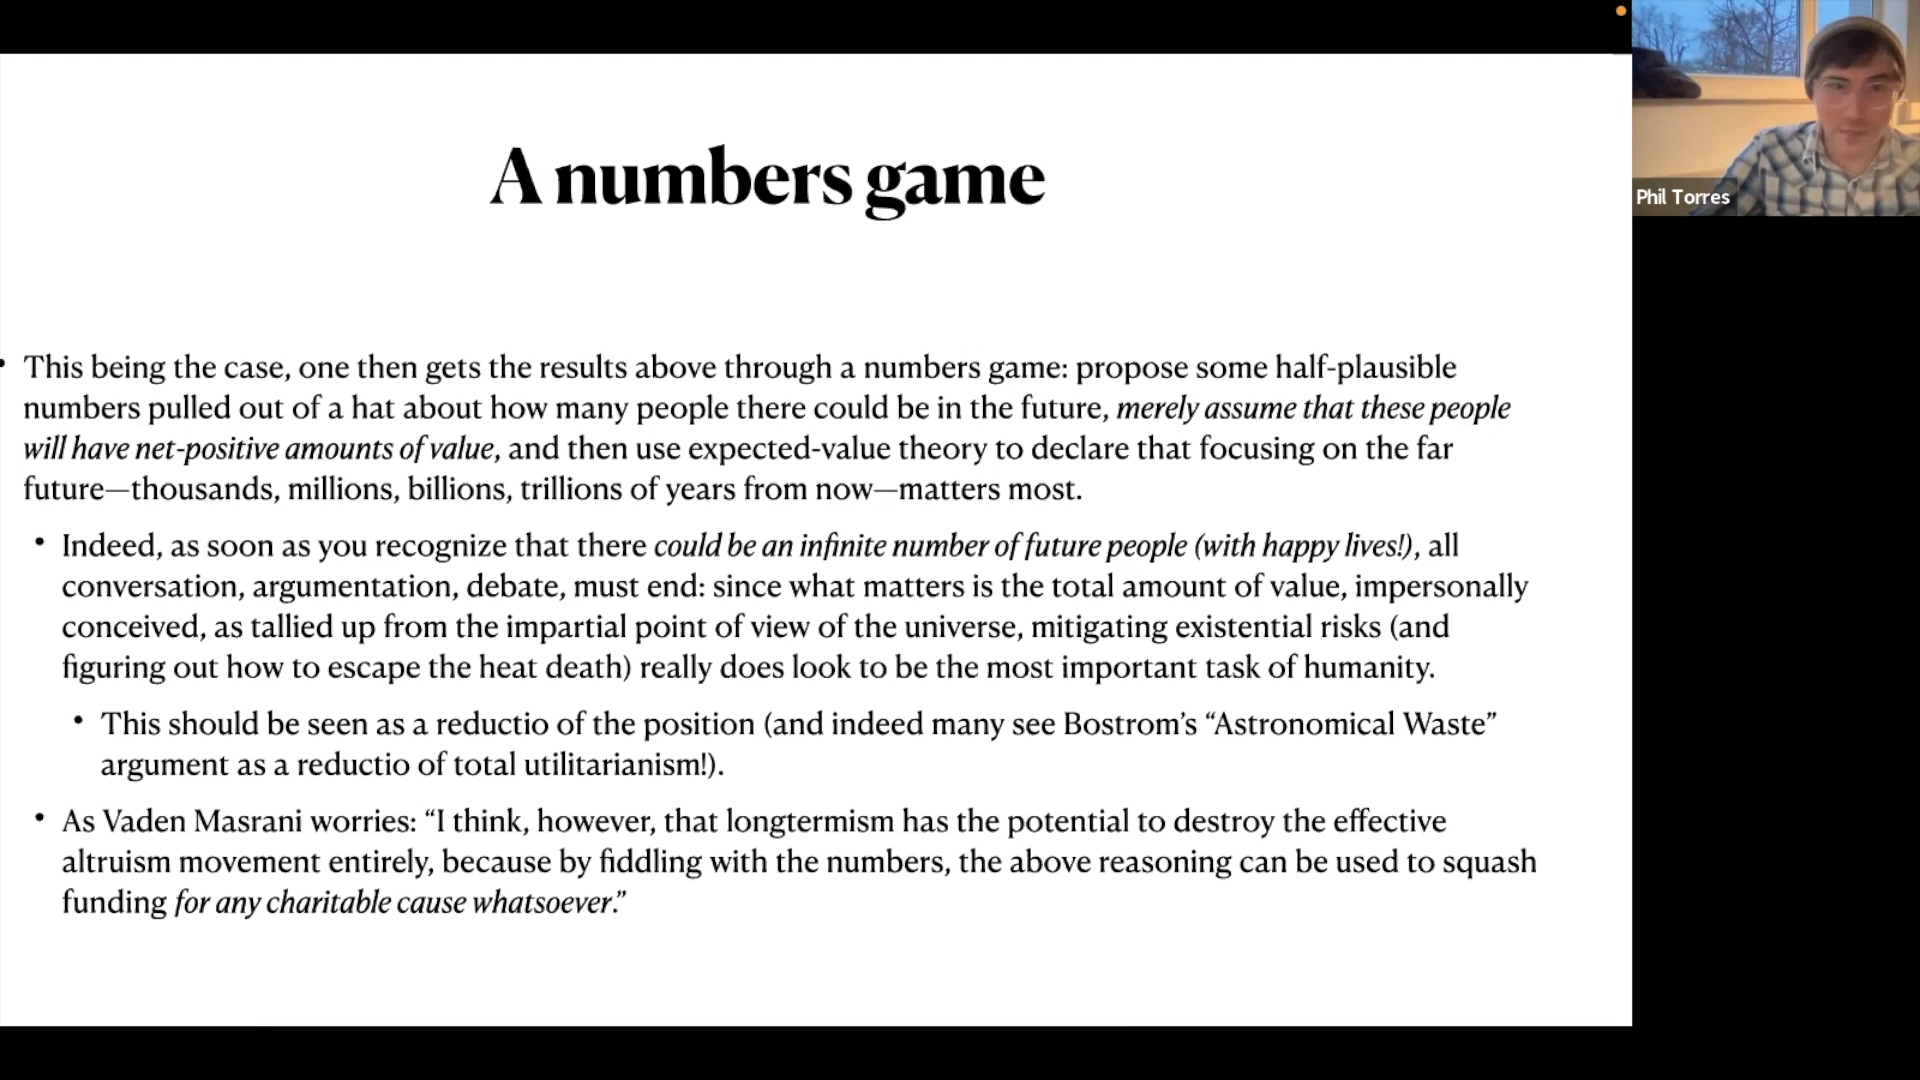 A numbers game
• This being the case, one then gets the results above through a numbers game: propose some half-plausible
numbers pulled out of a hat about how many people there could be in the future, merely assume that these people
will have net-positive amounts of value, and then use expected-value theory to declare that focusing on the far
future—thousands, millions, billions, trillions of years from now—matters most.
• Indeed, as soon as you recognize that there could be an infinite number of future people (with happy lives!), all
conversation, argumentation, debate, must end: since what matters is the total amount of value, impersonally
conceived, as tallied up from the impartial point of view of the universe, mitigating existential risks (and
figuring out how to escape the heat death) really does look to be the most important task of humanity.
• This should be seen as a reductio of the position (and indeed many see Bostrom’s “Astronomical Waste”
argument as a reductio of total utilitarianism!).
• As Vaden Masrani worries: “I think, however, that longtermism has the potential to destroy the effective
altruism movement entirely, because by fiddling with the numbers, the above reasoning can be used to squash
funding for any charitable cause whatsoever.”
Phil Torres